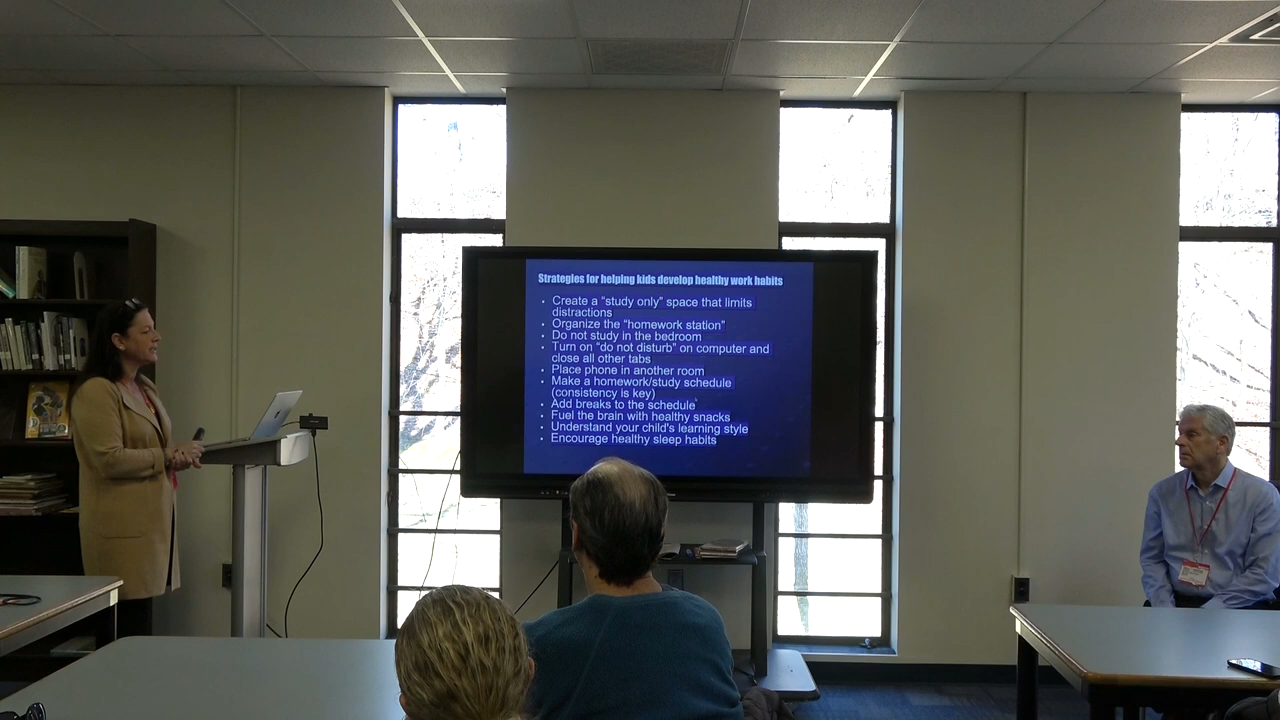 Strategies for helping kids develop healthy work habits
• Create a "study only" space that limits
distractions
• Organize the "homework station"
• Do not study in the bedroom
• Turn on "do not disturb" on computer and
close all other tabs
• Place phone in another room
• Make a homework/study schedule
(consistency is key)
• Add breaks to the schedule
• Fuel the brain with healthy snacks
• Understand your child's learning style
• Encourage healthy sleep habits